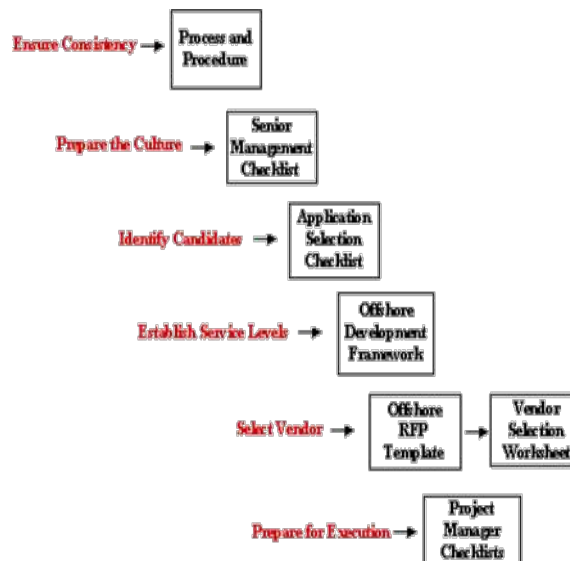 Ensure Consistency
Process and
Procedure
Prepare the Culture
Senior
Management
Checklist
Identify Candidates
Application
Selection
Checklist
Establish Service Levels
Offshore
Development
Framework
Select Vendor
Offshore
RFP
Template
Vendor
Selection
Worksheet
Prepare for Execution
Project
Manager
Checklists